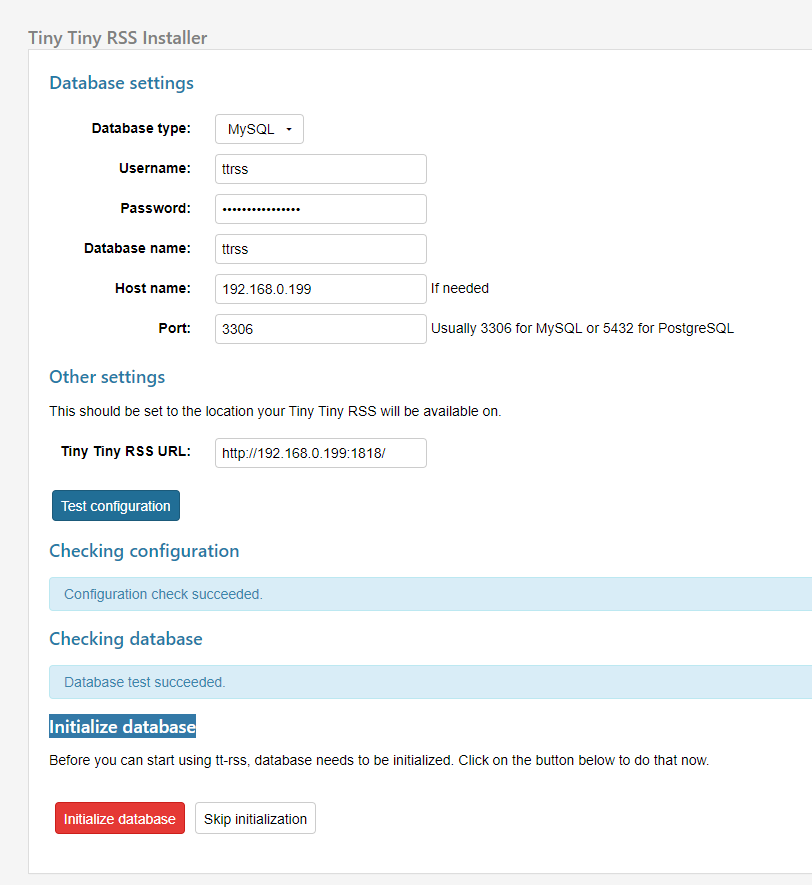 Tiny Tiny RSS Installer
Database settings
Database type: MySQL
Username: ttrss
Password: ••••••••••••••••
Database name: ttrss
Host name: 192.168.0.199 If needed
Port: 3306 Usually 3306 for MySQL or 5432 for PostgreSQL
Other settings
This should be set to the location your Tiny Tiny RSS will be available on.
Tiny Tiny RSS URL: http://192.168.0.199:1818/
Test configuration
Checking configuration
Configuration check succeeded.
Checking database
Database test succeeded.
Initialize database
Before you can start using tt-rss, database needs to be initialized. Click on the button below to do that now.
Initialize database Skip initialization